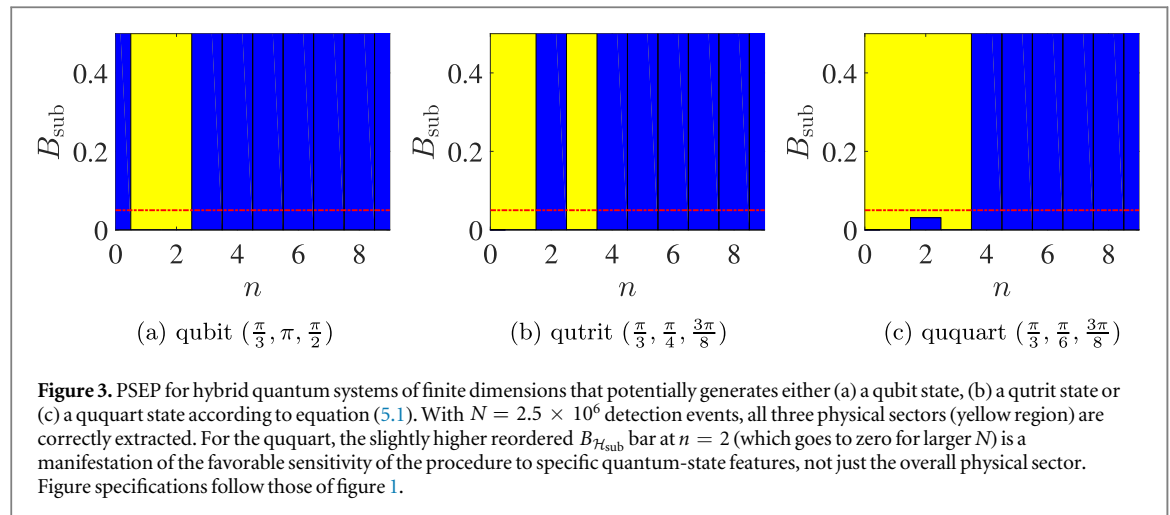 0.4 0.4 0.4
B_sub B_sub B_sub
0.2 0.2 0.2
0 0 0
0 2 4 6 8 0 2 4 6 8 0 2 4 6 8
n n n
(a) qubit (π/3, π, π/2) (b) qutrit (π/3, π/4, 3π/8) (c) ququart (π/3, π/6, 3π/8)
Figure 3. PSEP for hybrid quantum systems of finite dimensions that potentially generates either (a) a qubit state, (b) a qutrit state or
(c) a ququart state according to equation (5.1). With N = 2.5 × 10⁶ detection events, all three physical sectors (yellow region) are
correctly extracted. For the ququart, the slightly higher reordered B_ℋsub bar at n = 2 (which goes to zero for larger N) is a
manifestation of the favorable sensitivity of the procedure to specific quantum-state features, not just the overall physical sector.
Figure specifications follow those of figure 1.